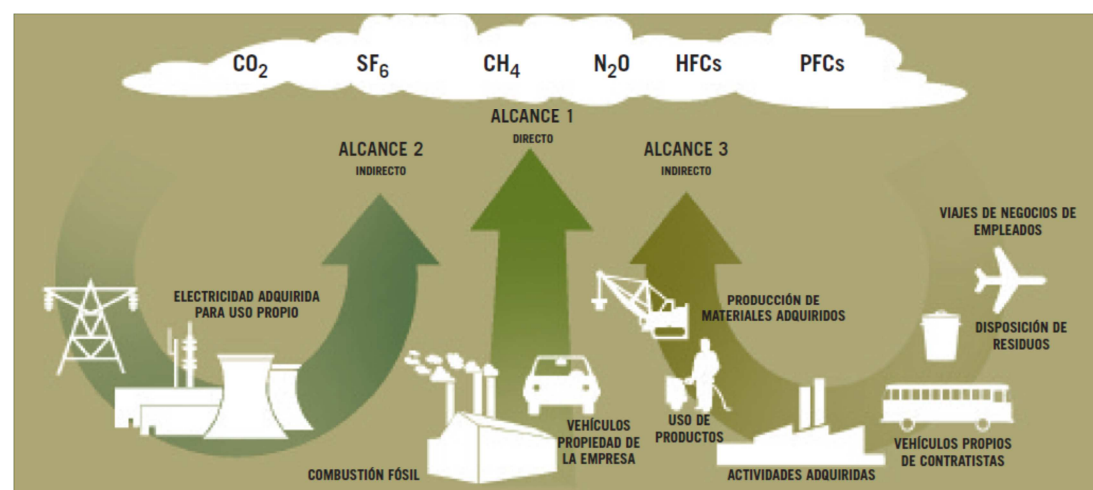 CO₂ SF₆ CH₄ N₂O HFCs PFCs
ALCANCE 1
DIRECTO
ALCANCE 2
INDIRECTO
ALCANCE 3
INDIRECTO
ELECTRICIDAD ADQUIRIDA
PARA USO PROPIO
COMBUSTIÓN FÓSIL
VEHÍCULOS
PROPIEDAD DE
LA EMPRESA
PRODUCCIÓN DE
MATERIALES ADQUIRIDOS
USO DE
PRODUCTOS
ACTIVIDADES ADQUIRIDAS
VIAJES DE NEGOCIOS DE
EMPLEADOS
DISPOSICIÓN DE
RESIDUOS
VEHÍCULOS PROPIOS
DE CONTRATISTAS